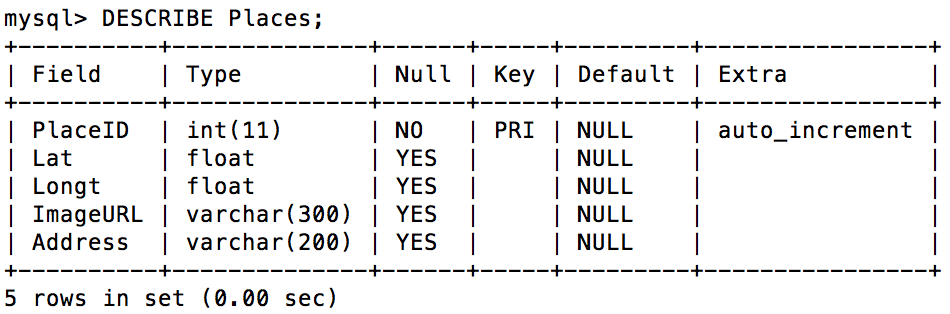 mysql> DESCRIBE Places;
+----------+--------------+------+-----+---------+----------------+
| Field    | Type         | Null | Key | Default | Extra          |
+----------+--------------+------+-----+---------+----------------+
| PlaceID  | int(11)      | NO   | PRI | NULL    | auto_increment |
| Lat      | float        | YES  |     | NULL    |                |
| Longt    | float        | YES  |     | NULL    |                |
| ImageURL | varchar(300) | YES  |     | NULL    |                |
| Address  | varchar(200) | YES  |     | NULL    |                |
+----------+--------------+------+-----+---------+----------------+
5 rows in set (0.00 sec)